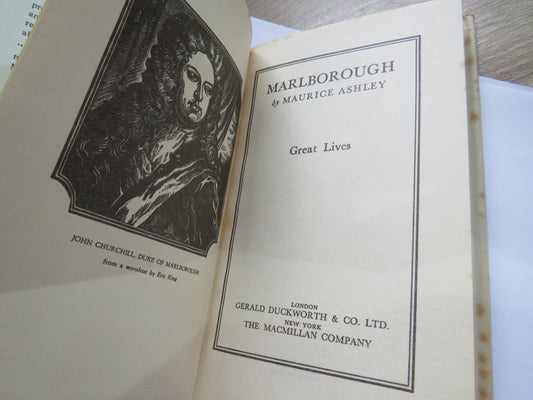 JOHN CHURCHILL, DUKE OF MARLBOROUGH
from a woodcut by Eric King
MARLBOROUGH
by MAURICE ASHLEY
Great Lives
LONDON
GERALD DUCKWORTH & CO. LTD.
NEW YORK
THE MACMILLAN COMPANY